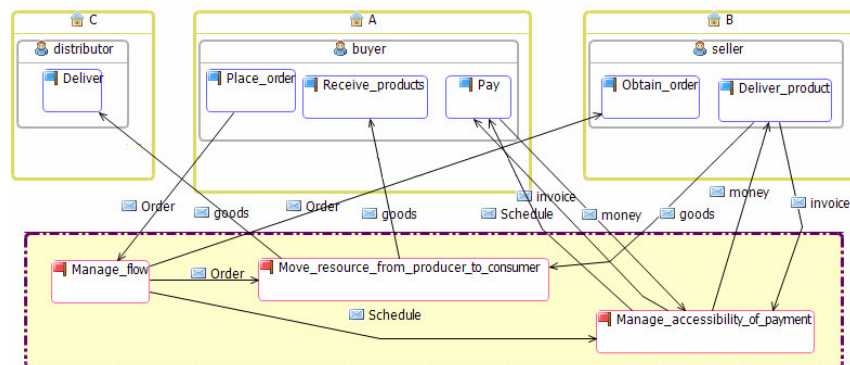 C
A
B
distributor
buyer
seller
Deliver
Place_order
Receive_products
Pay
Obtain_order
Deliver_product
Order
goods
Order
goods
invoice
Schedule
money
goods
money
invoice
Manage_flow
Order
Move_resource_from_producer_to_consumer
Schedule
Manage_accessibility_of_payment